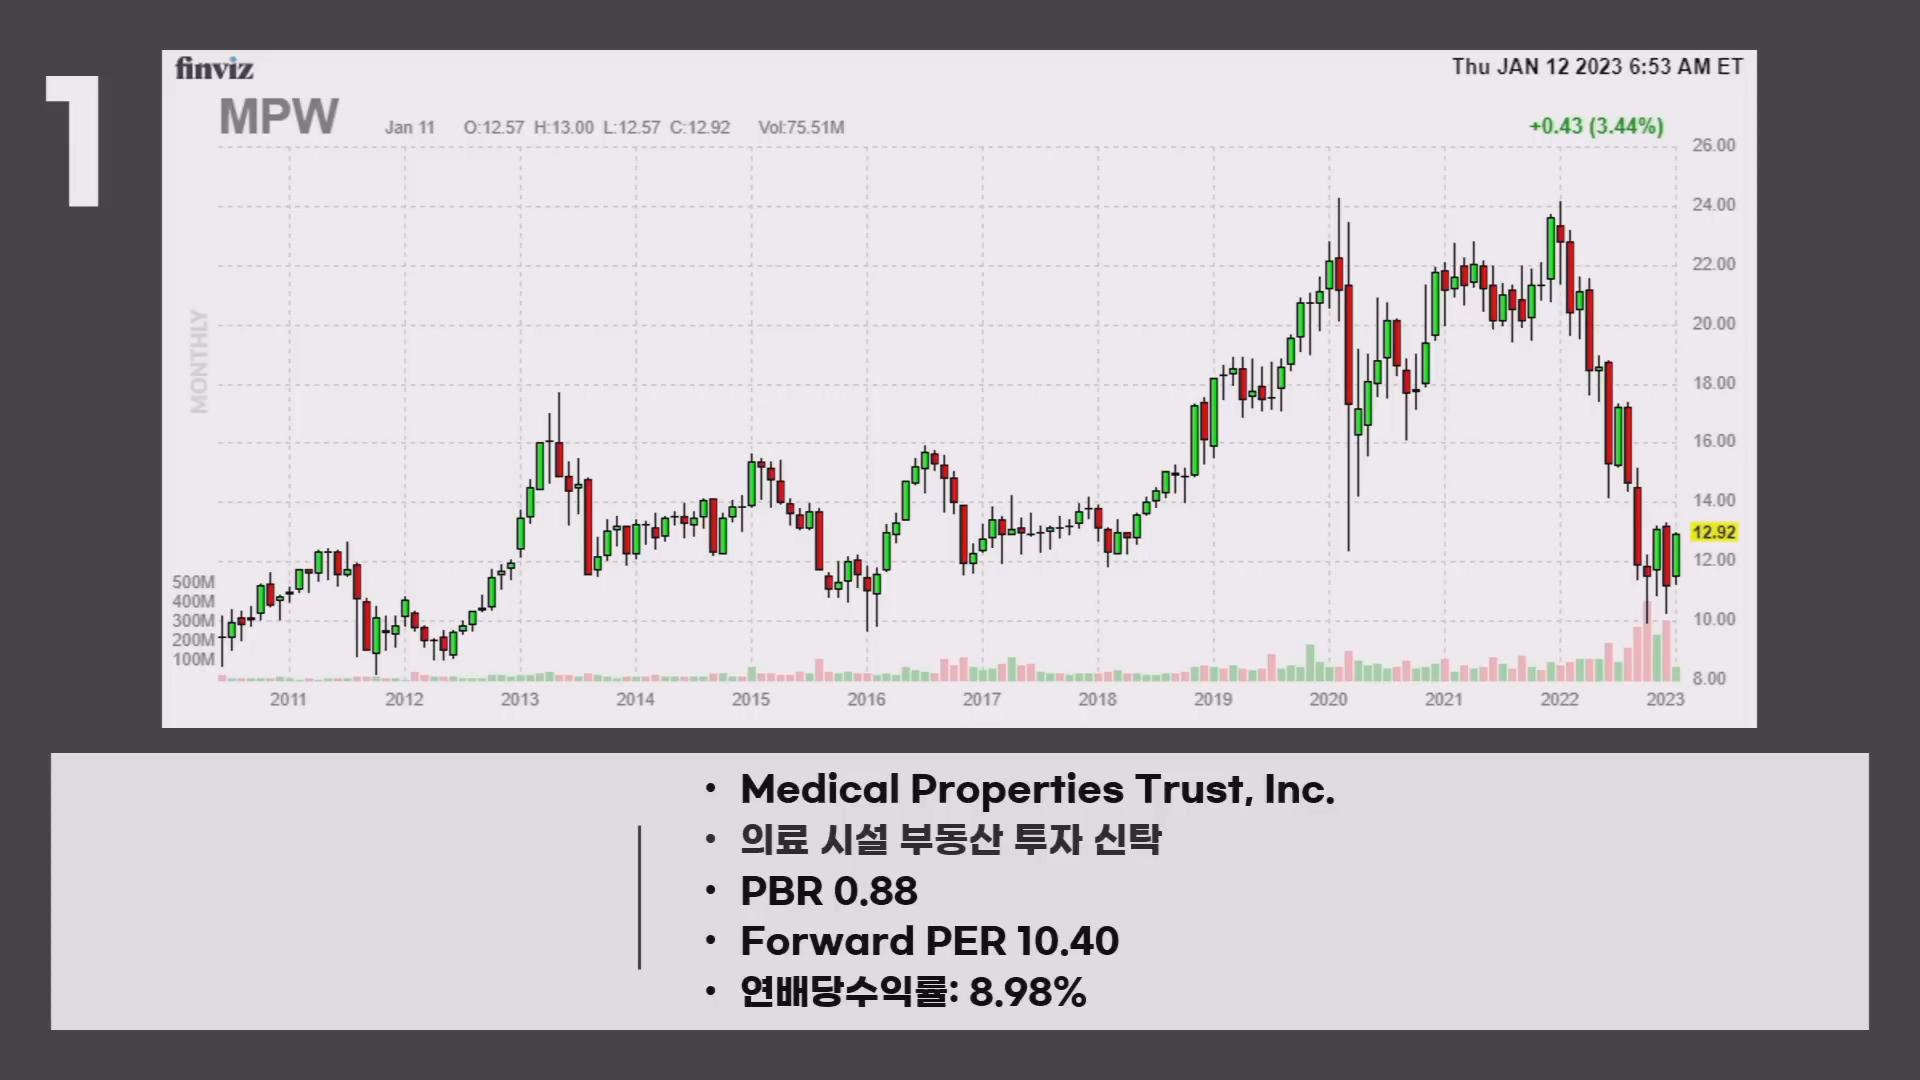 1
finviz
Thu JAN 12 2023 6:53 AM ET
MPW Jan 11 O:12.57 H:13.00 L:12.57 C:12.92 Vol:75.51M +0.43 (3.44%)
26.00
24.00
22.00
20.00
18.00
16.00
14.00
12.92
12.00
10.00
8.00
MONTHLY
500M
400M
300M
200M
100M
2011 2012 2013 2014 2015 2016 2017 2018 2019 2020 2021 2022 2023
• Medical Properties Trust, Inc.
• 의료 시설 부동산 투자 신탁
• PBR 0.88
• Forward PER 10.40
• 연배당수익률: 8.98%